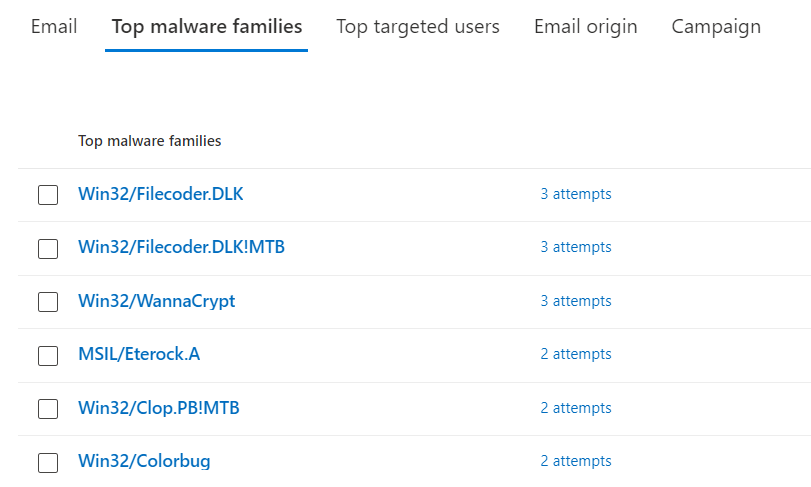 Email Top malware families Top targeted users Email origin Campaign
Top malware families
Win32/Filecoder.DLK 3 attempts
Win32/Filecoder.DLK!MTB 3 attempts
Win32/WannaCrypt 3 attempts
MSIL/Eterock.A 2 attempts
Win32/Clop.PB!MTB 2 attempts
Win32/Colorbug 2 attempts